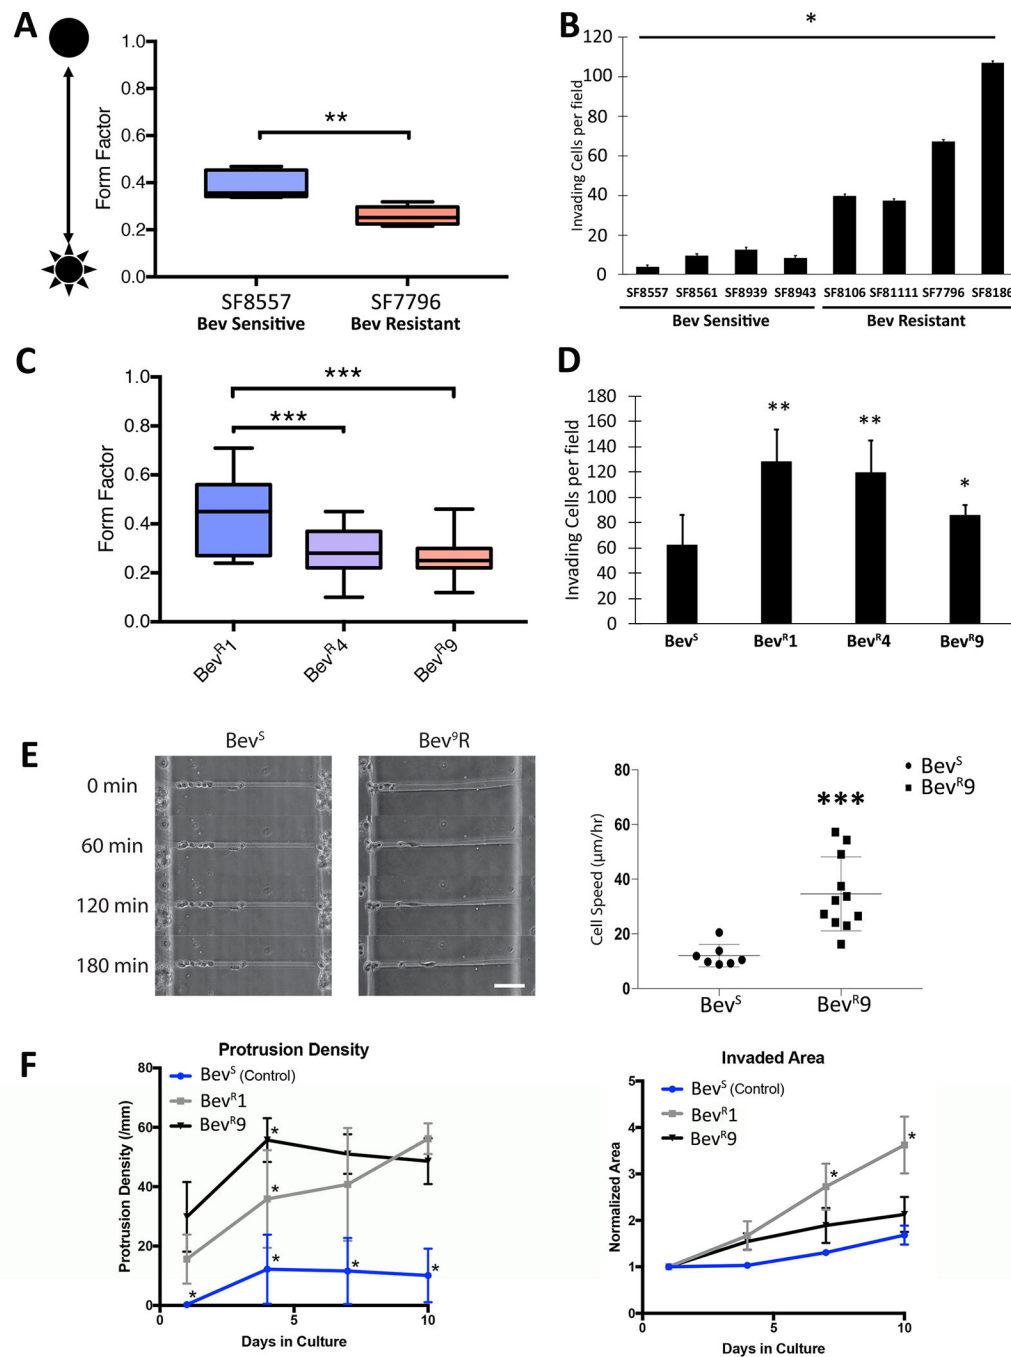 A
Form Factor
1.0
0.8
0.6
0.4
0.2
0.0
**
SF8557
SF7796
Bev Sensitive
Bev Resistant
B
*
Invading Cells per field
120
100
80
60
40
20
0
SF8557 SF8561 SF8939 SF8943 SF8106 SF81111 SF7796 SF8186
Bev Sensitive
Bev Resistant
C
Form Factor
1.0
0.8
0.6
0.4
0.2
0.0
***
***
Bevᴿ1
Bevᴿ4
Bevᴿ9
D
Invading Cells per field
180
160
140
120
100
80
60
40
20
0
**
**
*
Bevˢ
Bevᴿ1
Bevᴿ4
Bevᴿ9
E
Bevˢ
Bev⁹R
0 min
60 min
120 min
180 min
Cell Speed (µm/hr)
80
60
40
20
0
***
Bevˢ
Bevᴿ9
Bevˢ
Bevᴿ9
F
Protrusion Density
Bevˢ (Control)
Bevᴿ1
Bevᴿ9
Protrusion Density (/mm)
80
60
40
20
0
*
*
*
*
*
*
0
5
10
Days in Culture
Invaded Area
Bevˢ (Control)
Bevᴿ1
Bevᴿ9
Normalized Area
5
4
3
2
1
0
*
*
0
5
10
Days in Culture